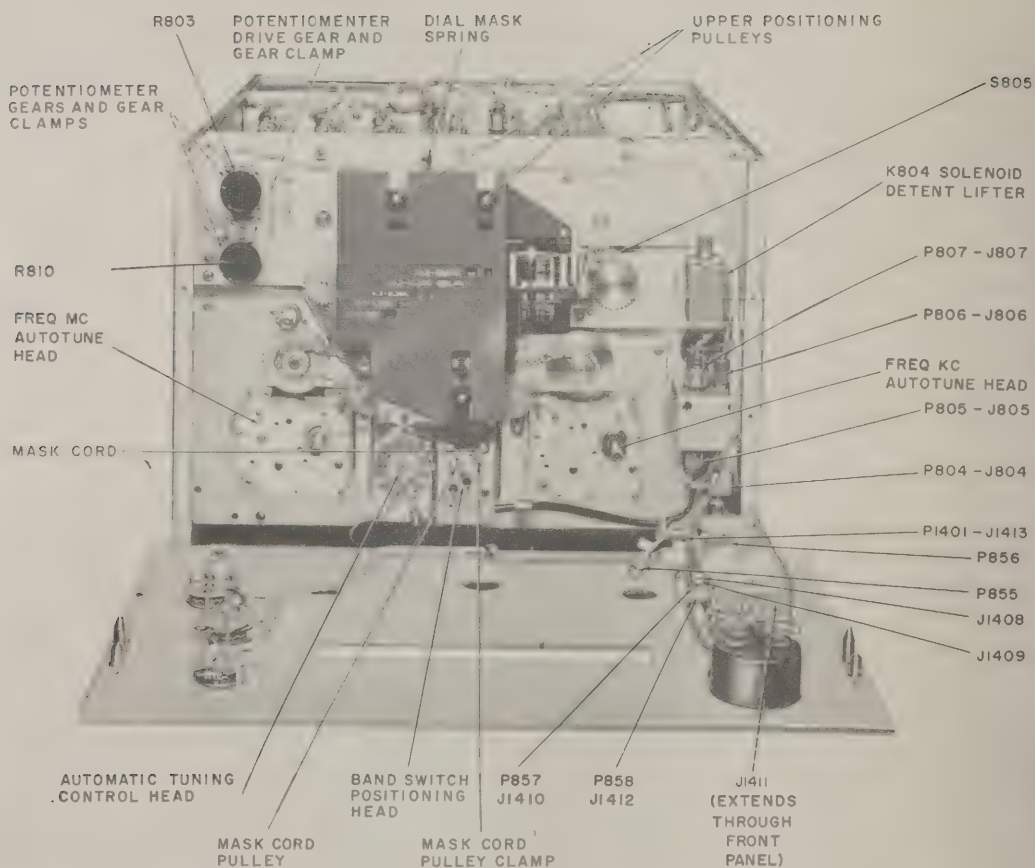 R803
POTENTIOMENTER
DRIVE GEAR AND
GEAR CLAMP
DIAL MASK
SPRING
UPPER POSITIONING
PULLEYS
POTENTIOMETER
GEARS AND GEAR
CLAMPS
S805
K804 SOLENOID
DETENT LIFTER
P807-J807
R810
P806-J806
FREQ MC
AUTOTUNE
HEAD
FREQ KC
AUTOTUNE HEAD
P805-J805
MASK CORD
P804-J804
P1401-J1413
P856
P855
J1408
J1409
AUTOMATIC TUNING
CONTROL HEAD
BAND SWITCH
POSITIONING
HEAD
P857
J1410
P858
J1412
J1411
(EXTENDS
THROUGH
FRONT
PANEL)
MASK CORD
PULLEY
MASK CORD
PULLEY CLAMP